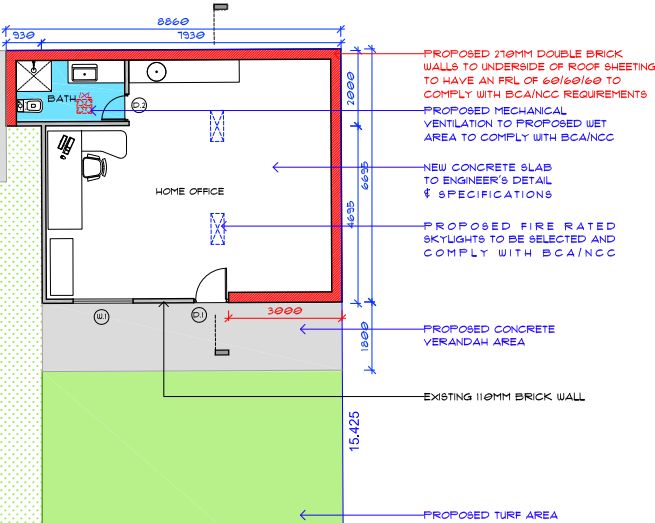 8860
930
7930
PROPOSED 270MM DOUBLE BRICK
WALLS TO UNDERSIDE OF ROOF SHEETING
TO HAVE AN FRL OF 60/60/60 TO
COMPLY WITH BCA/NCC REQUIREMENTS
2000
BATH
D.2
PROPOSED MECHANICAL
VENTILATION TO PROPOSED WET
AREA TO COMPLY WITH BCA/NCC
6695
NEW CONCRETE SLAB
TO ENGINEER'S DETAIL
& SPECIFICATIONS
HOME OFFICE
4695
PROPOSED FIRE RATED
SKYLIGHTS TO BE SELECTED AND
COMPLY WITH BCA/NCC
W.1
D.1
3000
1800
PROPOSED CONCRETE
VERANDAH AREA
EXISTING 110MM BRICK WALL
15.425
PROPOSED TURF AREA